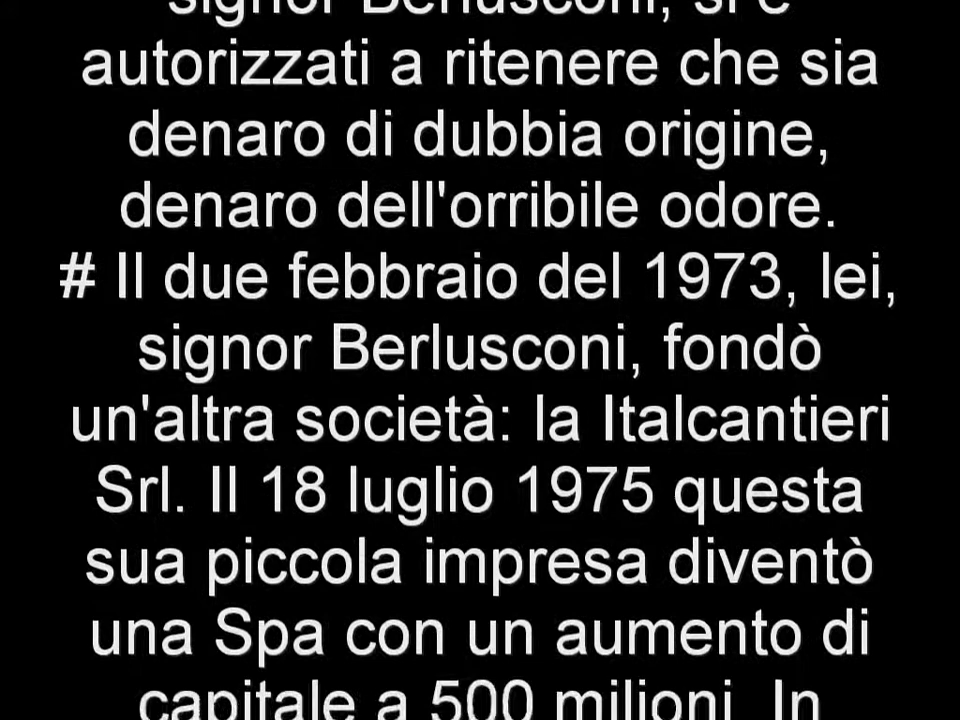 signor Berlusconi, si è
autorizzati a ritenere che sia
denaro di dubbia origine,
denaro dell'orribile odore.
# Il due febbraio del 1973, lei,
signor Berlusconi, fondò
un'altra società: la Italcantieri
Srl. Il 18 luglio 1975 questa
sua piccola impresa diventò
una Spa con un aumento di
capitale a 500 milioni. In